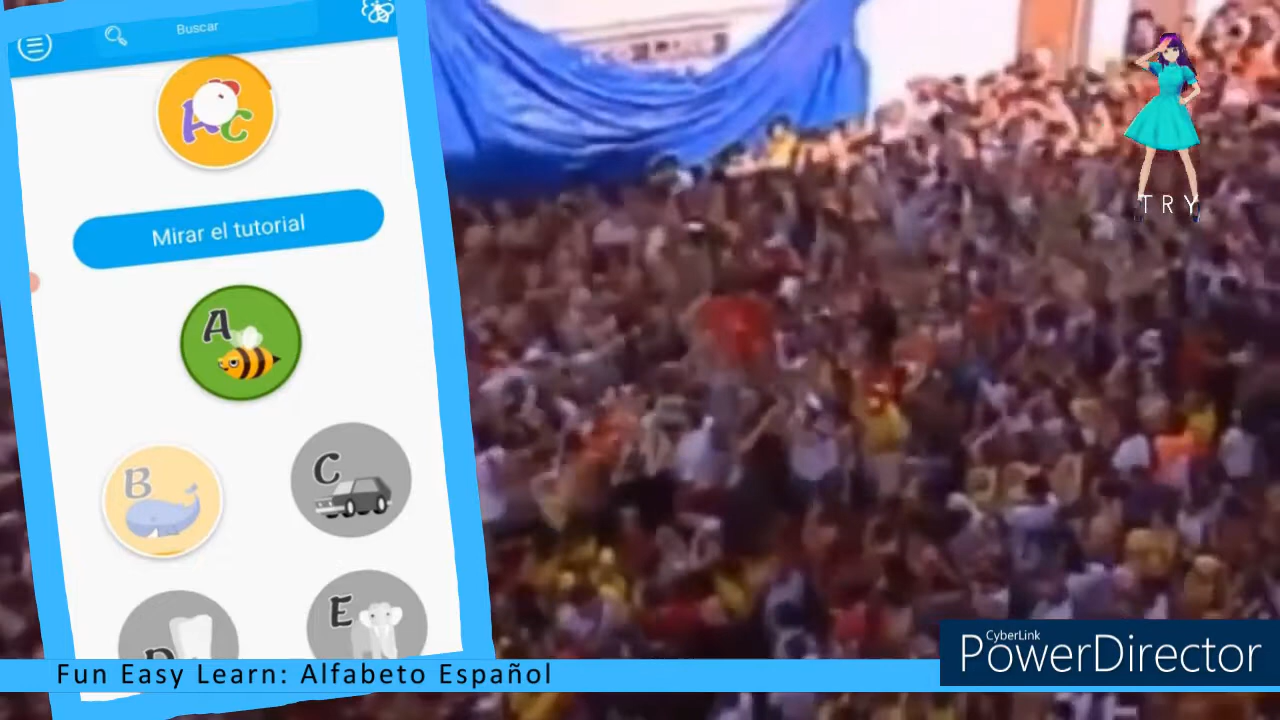 Buscar
A C
Mirar el tutorial
A
B
C
E
TRY
Fun Easy Learn: Alfabeto Español
CyberLink
PowerDirector